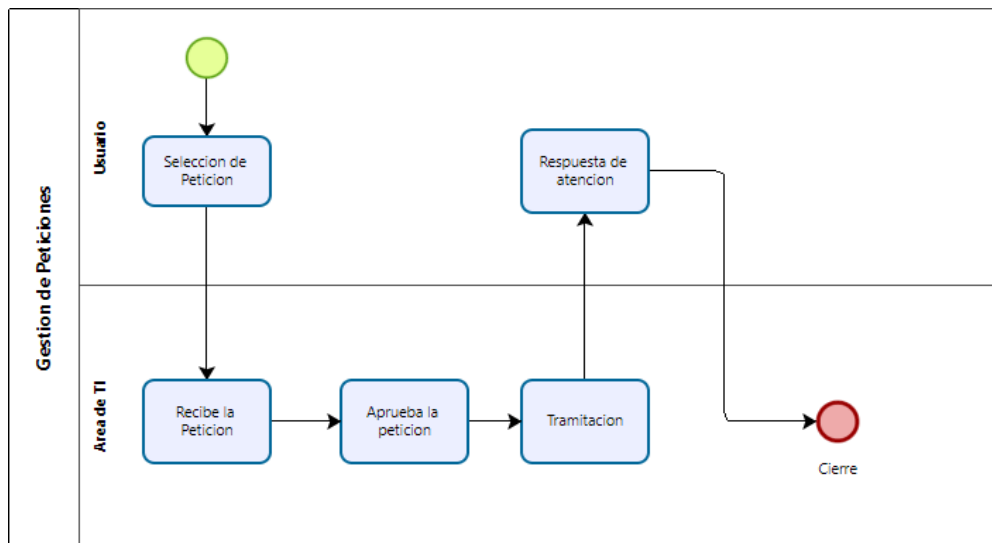 Gestion de Peticiones
Usuario
Seleccion de
Peticion
Respuesta de
atencion
Area de TI
Recibe la
Peticion
Aprueba la
peticion
Tramitacion
Cierre